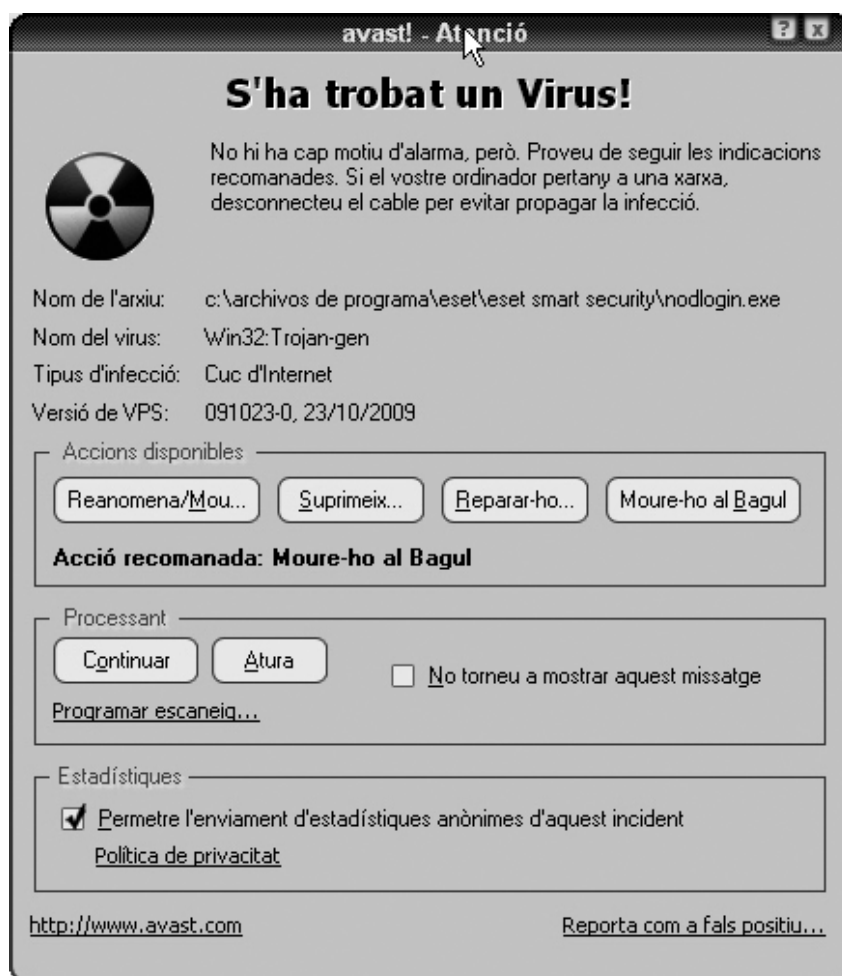 avast! - Atenció
S'ha trobat un Virus!
No hi ha cap motiu d'alarma, però. Proveu de seguir les indicacions
recomanades. Si el vostre ordinador pertany a una xarxa,
desconnecteu el cable per evitar propagar la infecció.
Nom de l'arxiu: c:\archivos de programa\eset\eset smart security\nodlogin.exe
Nom del virus: Win32:Trojan-gen
Tipus d'infecció: Cuc d'Internet
Versió de VPS: 091023-0, 23/10/2009
Accions disponibles
Reanomena/Mou... Suprimeix... Reparar-ho... Moure-ho al Bagul
Acció recomanada: Moure-ho al Bagul
Processant
Continuar Atura
No torneu a mostrar aquest missatge
Programar escaneig...
Estadístiques
Permetre l'enviament d'estadístiques anònimes d'aquest incident
Política de privacitat
http://www.avast.com Reporta com a fals positiu...